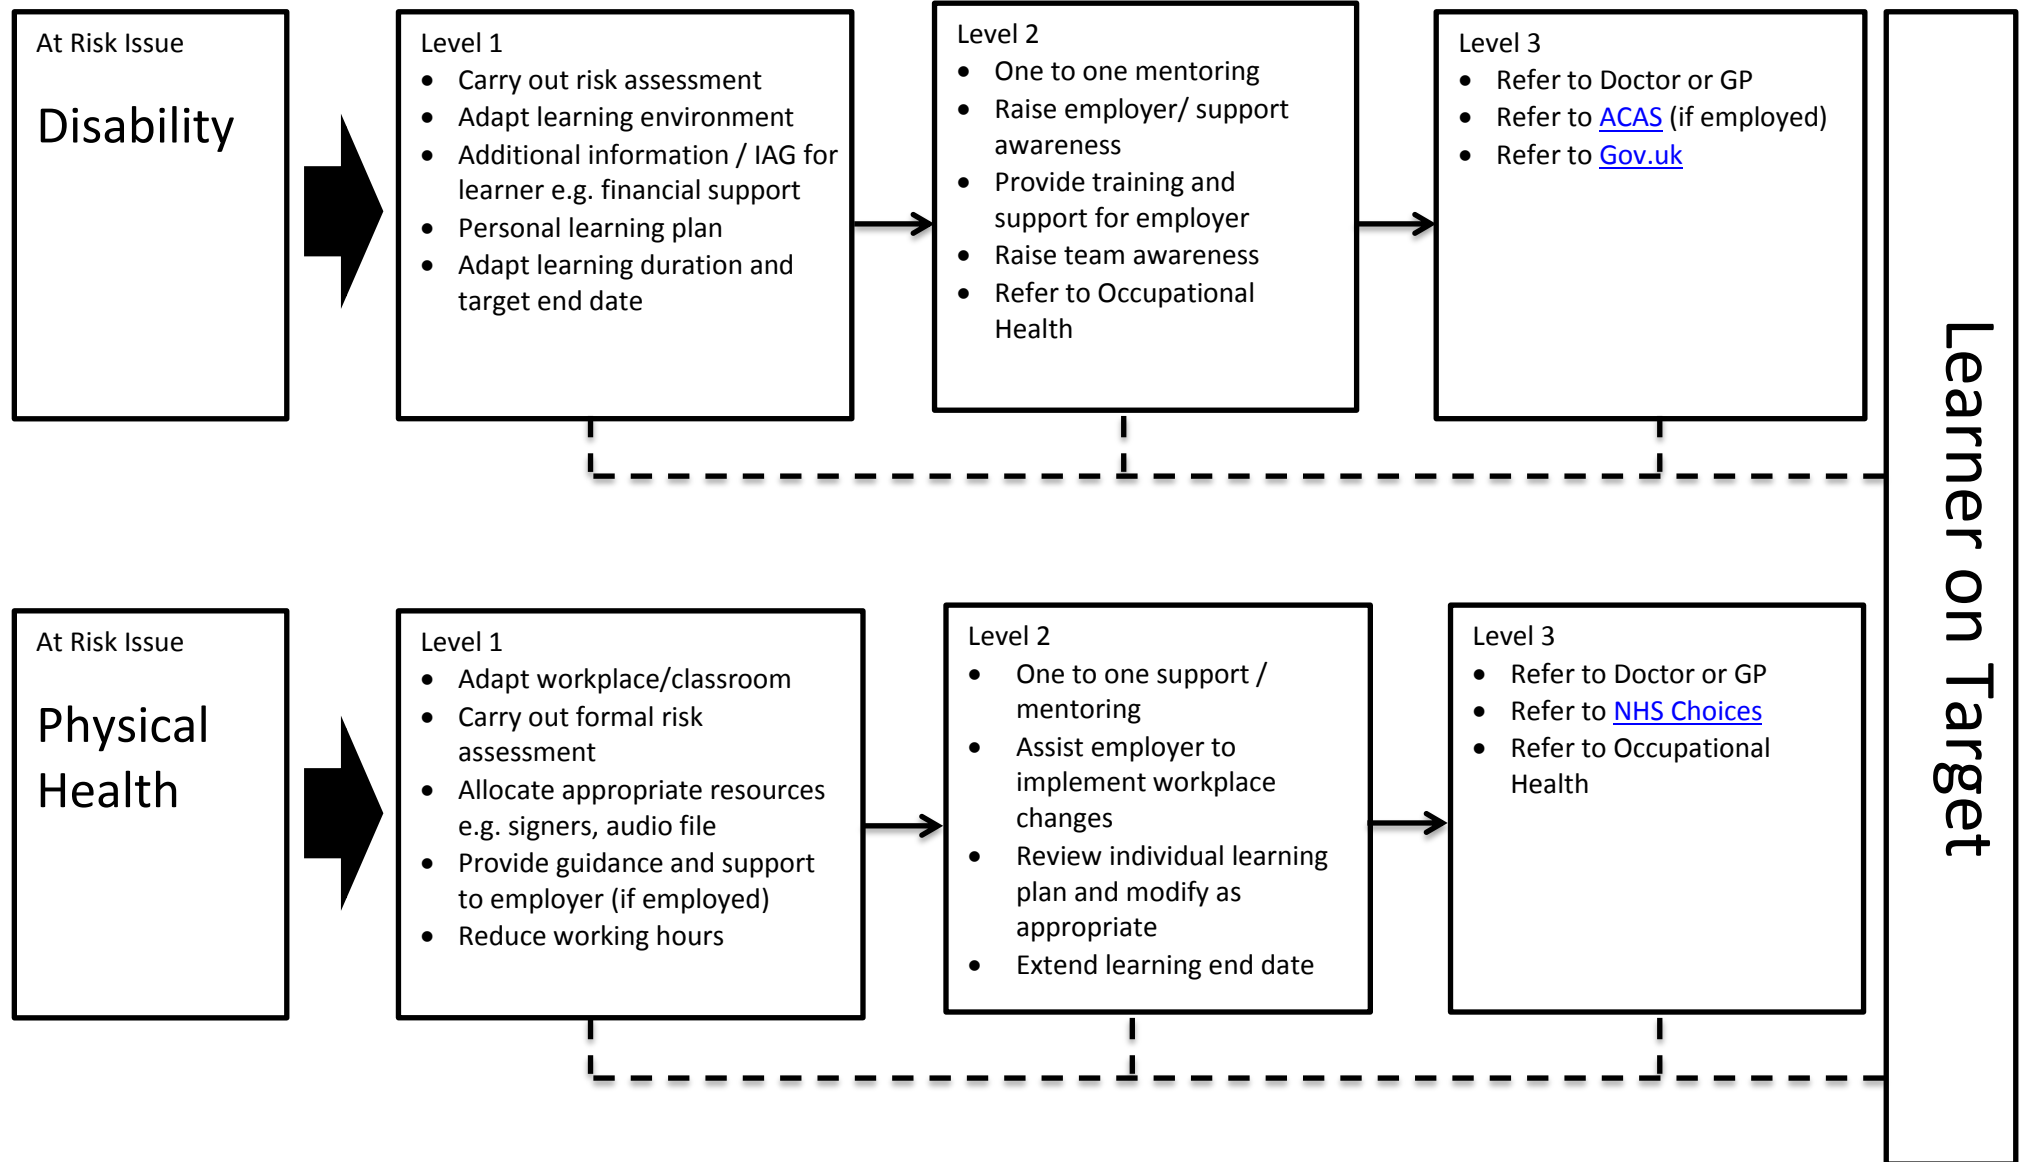 At Risk Issue
Disability
Level 1
• Carry out risk assessment
• Adapt learning environment
• Additional information / IAG for
learner e.g. financial support
• Personal learning plan
• Adapt learning duration and
target end date
Level 2
• One to one mentoring
• Raise employer/ support
awareness
• Provide training and
support for employer
• Raise team awareness
• Refer to Occupational
Health
Level 3
• Refer to Doctor or GP
• Refer to ACAS (if employed)
• Refer to Gov.uk
At Risk Issue
Physical
Health
Level 1
• Adapt workplace/classroom
• Carry out formal risk
assessment
• Allocate appropriate resources
e.g. signers, audio file
• Provide guidance and support
to employer (if employed)
• Reduce working hours
Level 2
• One to one support /
mentoring
• Assist employer to
implement workplace
changes
• Review individual learning
plan and modify as
appropriate
• Extend learning end date
Level 3
• Refer to Doctor or GP
• Refer to NHS Choices
• Refer to Occupational
Health
Learner on Target